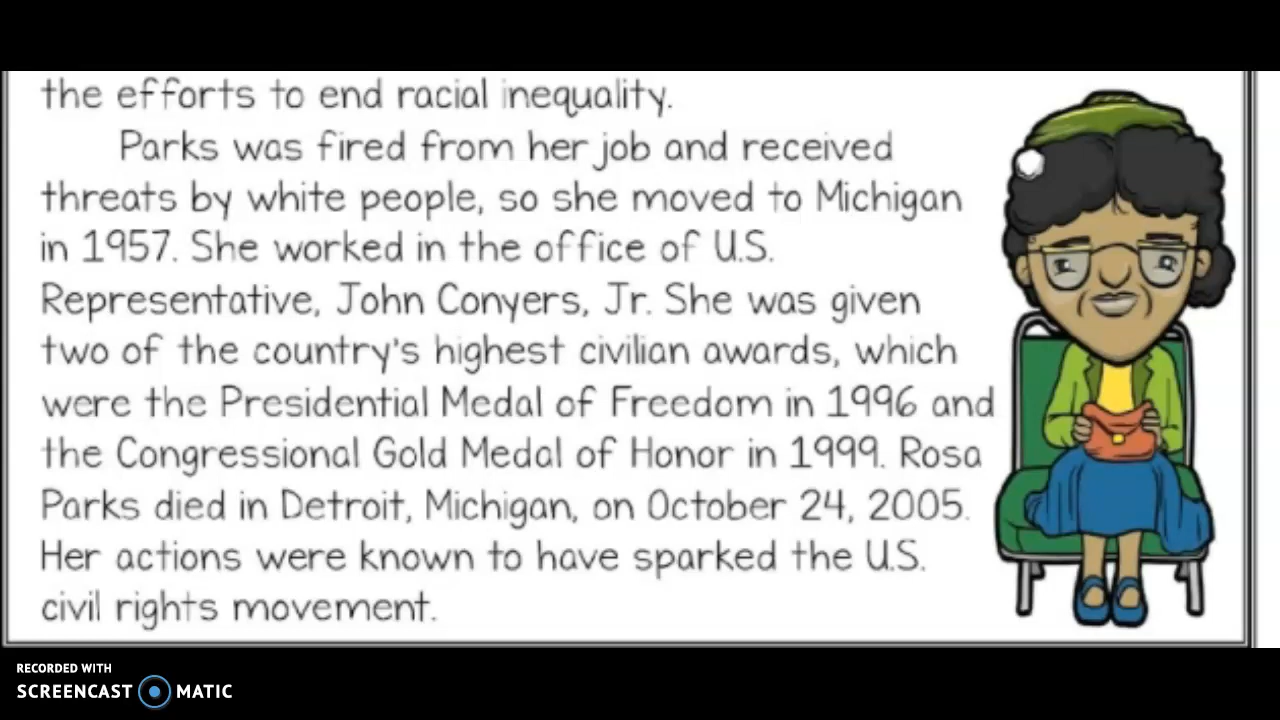 the efforts to end racial inequality.
Parks was fired from her job and received
threats by white people, so she moved to Michigan
in 1957. She worked in the office of U.S.
Representative, John Conyers, Jr. She was given
two of the country's highest civilian awards, which
were the Presidential Medal of Freedom in 1996 and
the Congressional Gold Medal of Honor in 1999. Rosa
Parks died in Detroit, Michigan, on October 24, 2005.
Her actions were known to have sparked the U.S.
civil rights movement.
RECORDED WITH
SCREENCAST MATIC